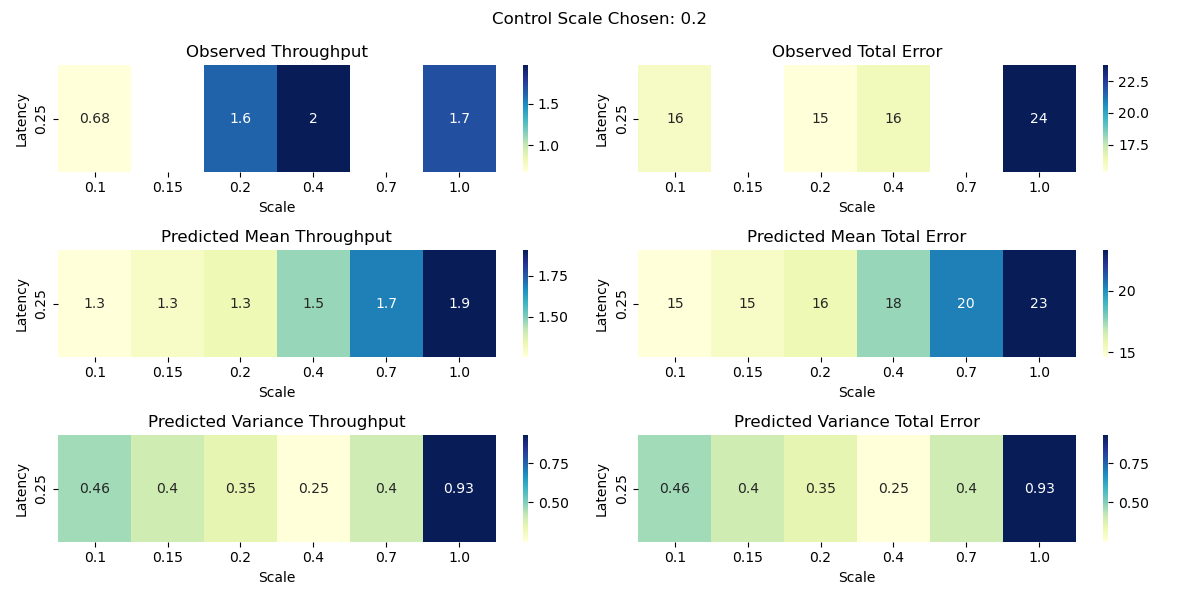 Control Scale Chosen: 0.2
Observed Throughput
Latency
0.25
0.68 1.6 2 1.7
1.5
1.0
0.1 0.15 0.2 0.4 0.7 1.0
Scale
Observed Total Error
Latency
0.25
16 15 16 24
22.5
20.0
17.5
0.1 0.15 0.2 0.4 0.7 1.0
Scale
Predicted Mean Throughput
Latency
0.25
1.3 1.3 1.3 1.5 1.7 1.9
1.75
1.50
0.1 0.15 0.2 0.4 0.7 1.0
Scale
Predicted Mean Total Error
Latency
0.25
15 15 16 18 20 23
20
15
0.1 0.15 0.2 0.4 0.7 1.0
Scale
Predicted Variance Throughput
Latency
0.25
0.46 0.4 0.35 0.25 0.4 0.93
0.75
0.50
0.1 0.15 0.2 0.4 0.7 1.0
Scale
Predicted Variance Total Error
Latency
0.25
0.46 0.4 0.35 0.25 0.4 0.93
0.75
0.50
0.1 0.15 0.2 0.4 0.7 1.0
Scale